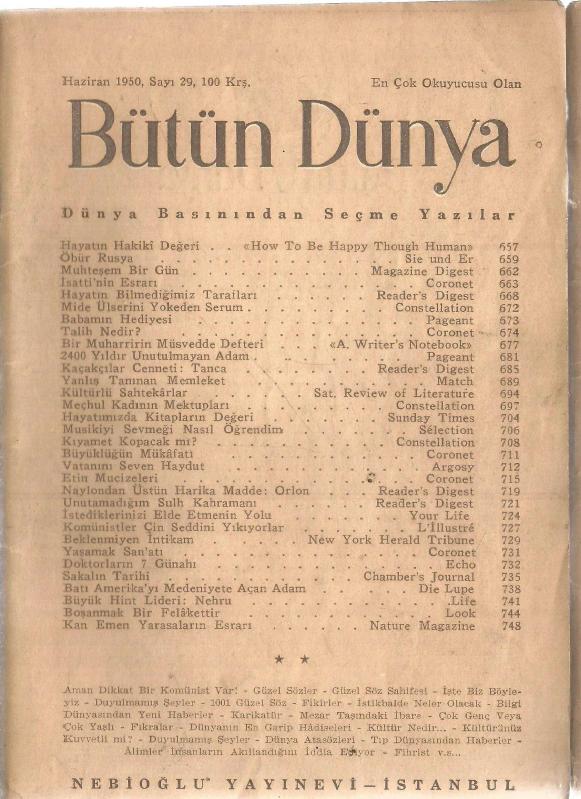 Haziran 1950, Sayı 29, 100 Krş. En Çok Okuyucusu Olan
Bütün Dünya
Dünya Basınından Seçme Yazılar
Hayatın Hakikî Değeri . . «How To Be Happy Though Human» 657
Öbür Rusya . . . . . . . . . . . . . Sie und Er 659
Muhteşem Bir Gün . . . . . . . . . . Magazine Digest 662
İsatti'nin Esrarı . . . . . . . . . . . . Coronet 663
Hayatın Bilmediğimiz Tarafları . . . . . . Reader's Digest 668
Mide Ülserini Yokeden Serum . . . . . . . Constellation 672
Babamın Hediyesi . . . . . . . . . . . . Pageant 673
Talih Nedir? . . . . . . . . . . . . . Coronet 674
Bir Muharririn Müsvedde Defteri . . . «A. Writer's Notebook» 677
2400 Yıldır Unutulmayan Adam . . . . . . . . Pageant 681
Kaçakçılar Cenneti: Tanca . . . . . . . Reader's Digest 685
Yanlış Tanınan Memleket . . . . . . . . . . Match 689
Kültürlü Sahtekârlar . . . . . . Sat. Review of Literature 694
Meçhul Kadının Mektupları . . . . . . . . Constellation 697
Hayatımızda Kitapların Değeri . . . . . . . Sunday Times 704
Musikiyi Sevmeği Nasıl Öğrendim . . . . . . . Sélection 706
Kıyamet Kopacak mı? . . . . . . . . . Constellation 708
Büyüklüğün Mükâfatı . . . . . . . . . . . Coronet 711
Vatanını Seven Haydut . . . . . . . . . . . Argosy 712
Etin Mucizeleri . . . . . . . . . . . . . Coronet 715
Naylondan Üstün Harika Madde: Orlon . . . . Reader's Digest 719
Unutamadığım Sulh Kahramanı . . . . . . Reader's Digest 721
İstediklerinizi Elde Etmenin Yolu . . . . . . . Your Life 724
Komünistler Çin Seddini Yıkıyorlar . . . . . . . L'İllustré 727
Beklenmiyen İntikam . . . . . . . New York Herald Tribune 729
Yaşamak San'atı . . . . . . . . . . . . Coronet 731
Doktorların 7 Günahı . . . . . . . . . . . . Echo 732
Sakalın Tarihi . . . . . . . . . . Chamber's Journal 735
Batı Amerika'yı Medeniyete Açan Adam . . . . . . Die Lupe 738
Büyük Hint Lideri: Nehru . . . . . . . . . . . Life 741
Boşanmak Bir Felâkettir . . . . . . . . . . . Look 744
Kan Emen Yarasaların Esrarı . . . . . . Nature Magazine 748
★ ★
Aman Dikkat Bir Komünist Var! - Güzel Sözler - Güzel Söz Sahifesi - İşte Biz Böyle-
yiz - Duyulmamış Şeyler - 1001 Güzel Söz - Fikirler - İstikbalde Neler Olacak - Bilgi
Dünyasından Yeni Haberler - Karikatür - Mezar Taşındaki İbare - Çok Genç Veya
Çok Yaşlı - Fıkralar - Dünyanın En Garip Hâdiseleri - Kültür Nedir... - Kültürünüz
Kuvvetli mi? - Duyulmamış Şeyler - Dünya Atasözleri - Tıp Dünyasından Haberler -
Âlimler İnsanların Akıllandığını İddia Ediyor - Fihrist v.s...
NEBİOĞLU YAYINEVİ—İSTANBUL